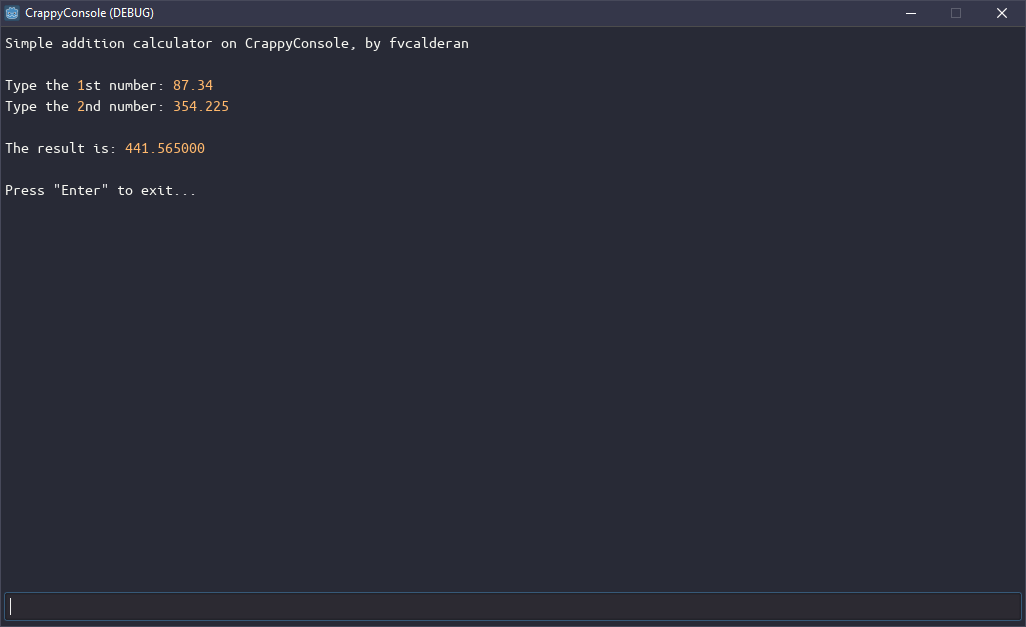 CrappyConsole (DEBUG)
Simple addition calculator on CrappyConsole, by fvcalderan
Type the 1st number: 87.34
Type the 2nd number: 354.225
The result is: 441.565000
Press "Enter" to exit...